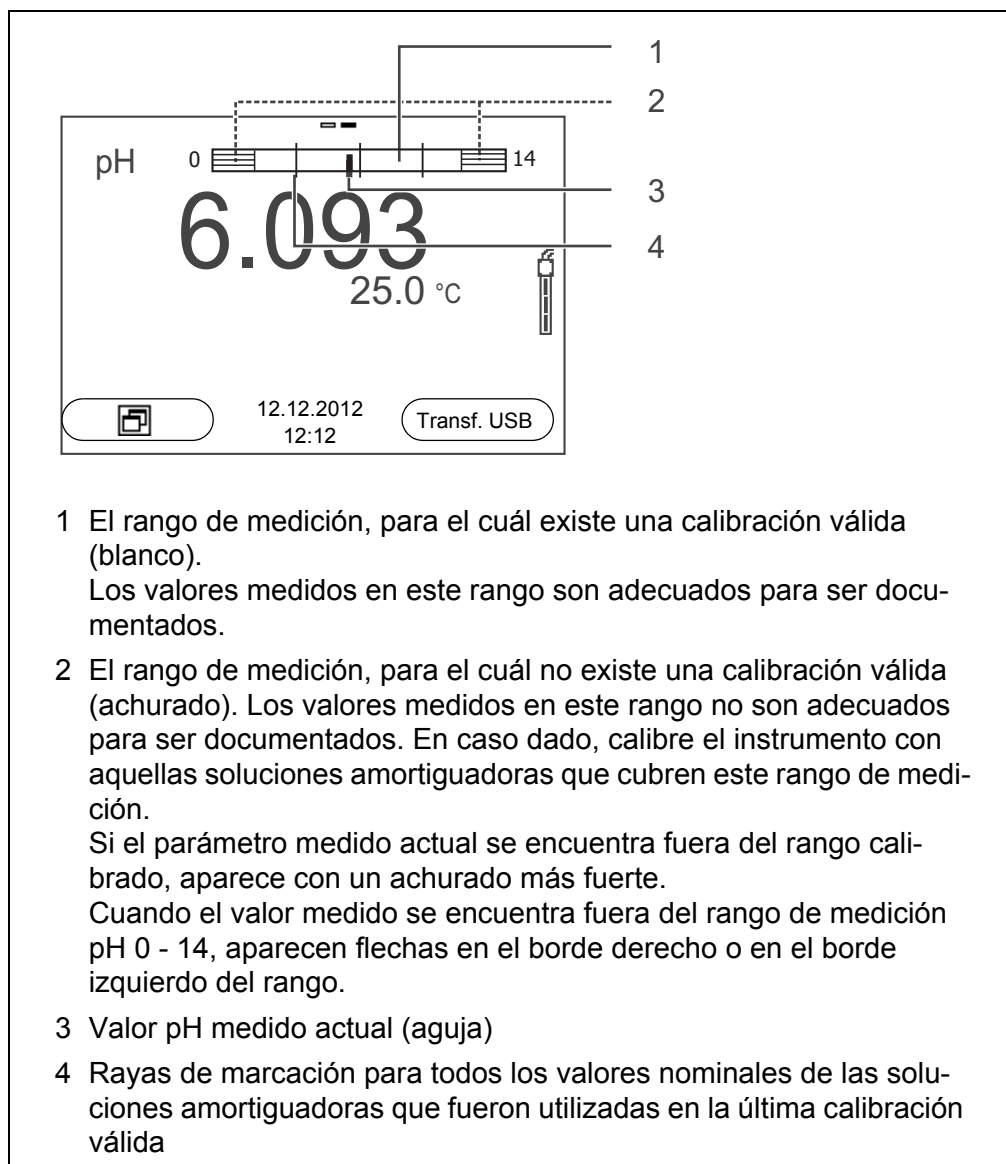 1
2
pH 0 14
3
6.093
4
25.0 °C
12.12.2012
12:12
Transf. USB
1 El rango de medición, para el cuál existe una calibración válida
(blanco).
Los valores medidos en este rango son adecuados para ser docu-
mentados.
2 El rango de medición, para el cuál no existe una calibración válida
(achurado). Los valores medidos en este rango no son adecuados
para ser documentados. En caso dado, calibre el instrumento con
aquellas soluciones amortiguadoras que cubren este rango de medi-
ción.
Si el parámetro medido actual se encuentra fuera del rango cali-
brado, aparece con un achurado más fuerte.
Cuando el valor medido se encuentra fuera del rango de medición
pH 0 - 14, aparecen flechas en el borde derecho o en el borde
izquierdo del rango.
3 Valor pH medido actual (aguja)
4 Rayas de marcación para todos los valores nominales de las solu-
ciones amortiguadoras que fueron utilizadas en la última calibración
válida